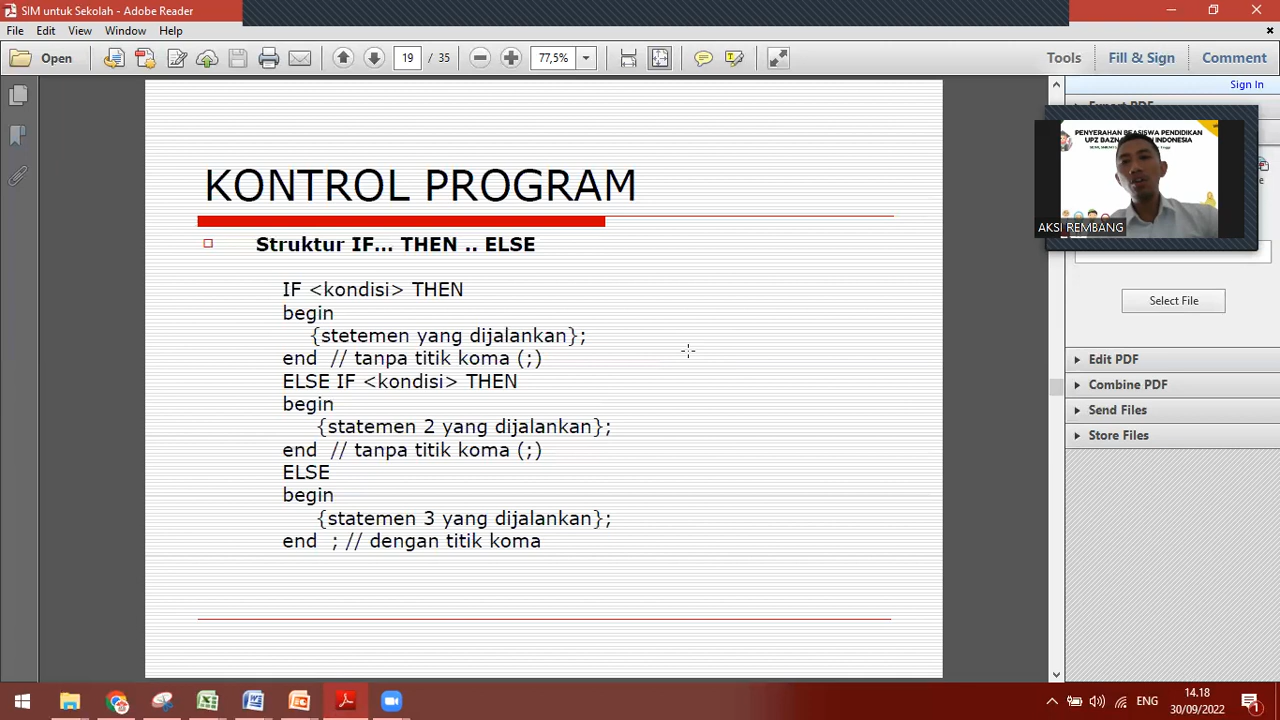 SIM untuk Sekolah - Adobe Reader
File Edit View Window Help
Open 19 / 35 77,5% Tools Fill & Sign Comment
Sign In
PENYERAHAN BEASISWA PENDIDIKAN
AKSI REMBANG
KONTROL PROGRAM
Struktur IF... THEN .. ELSE
IF <kondisi> THEN
begin
{stetemen yang dijalankan};
end // tanpa titik koma (;)
ELSE IF <kondisi> THEN
begin
{statemen 2 yang dijalankan};
end // tanpa titik koma (;)
ELSE
begin
{statemen 3 yang dijalankan};
end ; // dengan titik koma
Select File
Edit PDF
Combine PDF
Send Files
Store Files
ENG
14.18
30/09/2022
1